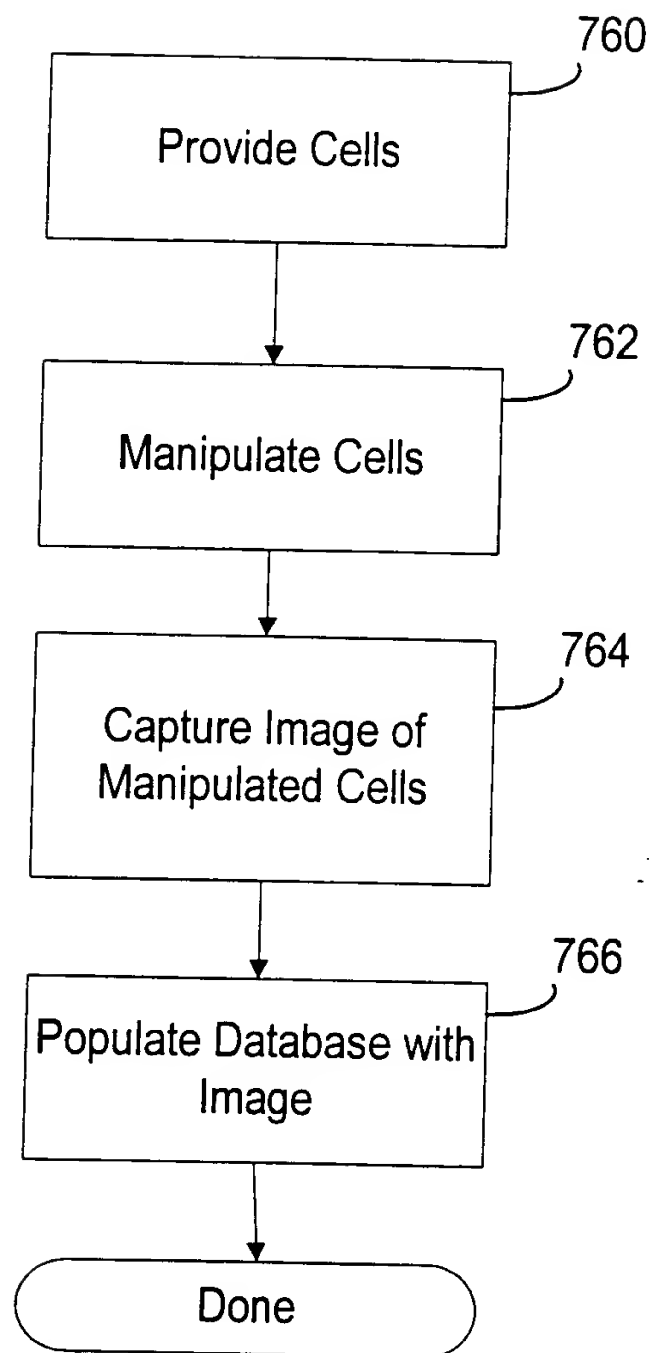 760
Provide Cells
762
Manipulate Cells
764
Capture Image of
Manipulated Cells
766
Populate Database with
Image
Done